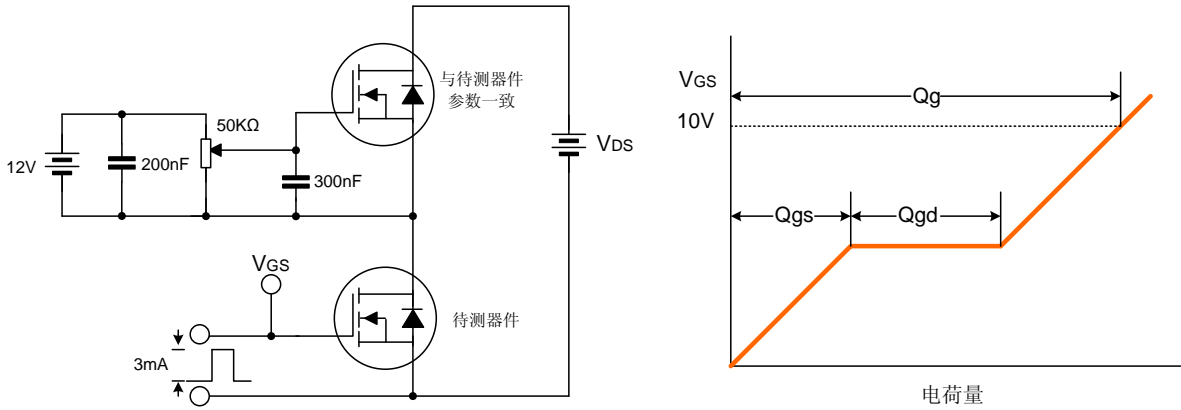 与待测器件
参数一致
50KΩ
12V
200nF
300nF
VDS
VGS
待测器件
3mA
VGS
10V
Qg
Qgs
Qgd
电荷量